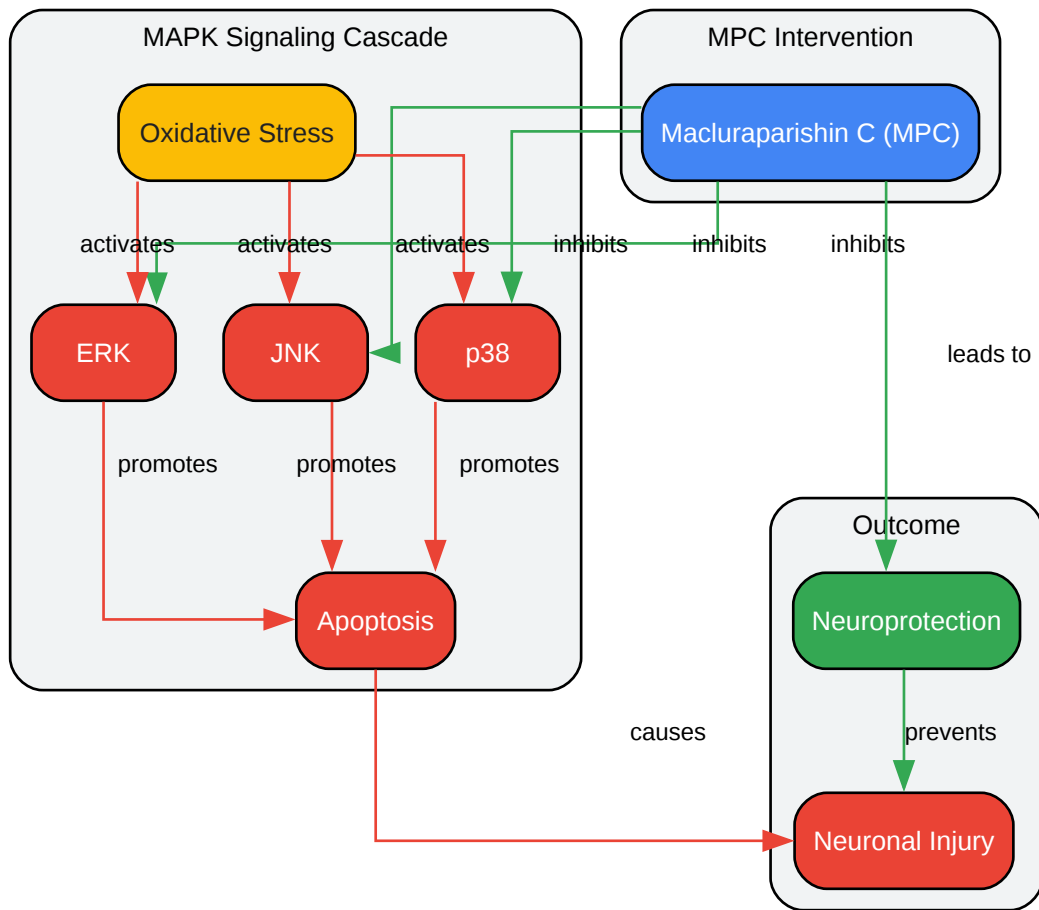 MAPK Signaling Cascade
MPC Intervention
Oxidative Stress
Macluraparishin C (MPC)
activates
activates
activates
inhibits
inhibits
inhibits
ERK
JNK
p38
leads to
promotes
promotes
promotes
Outcome
Apoptosis
Neuroprotection
causes
prevents
Neuronal Injury